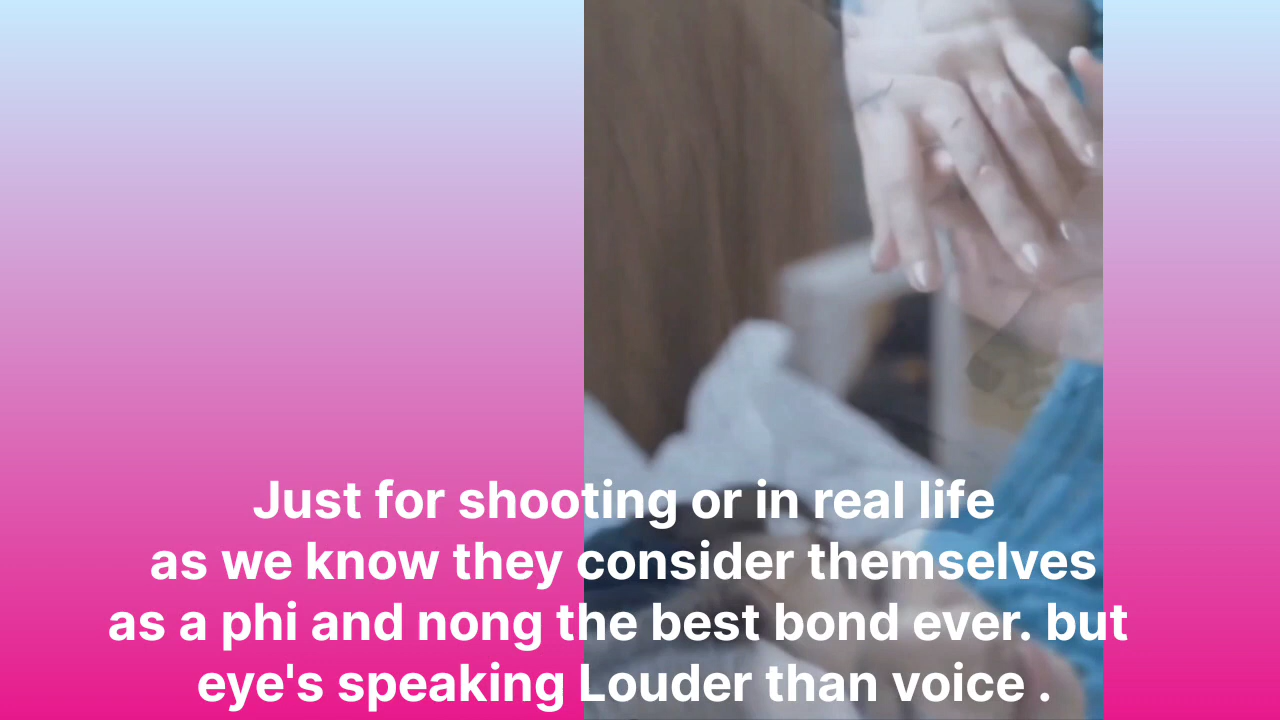 Just for shooting or in real life
as we know they consider themselves
as a phi and nong the best bond ever. but
eye's speaking Louder than voice .